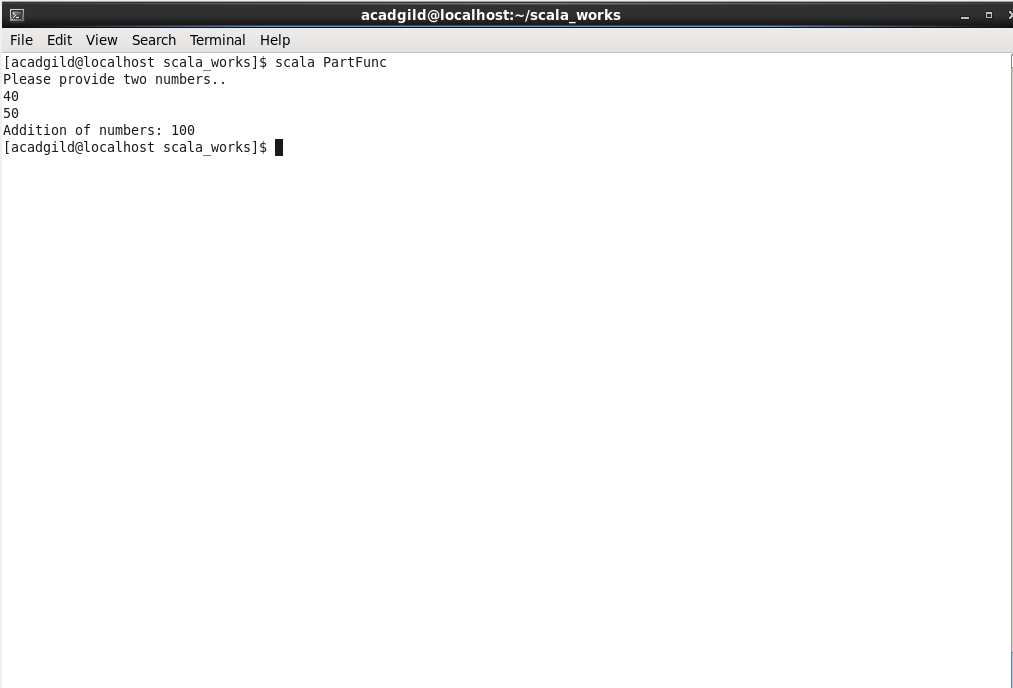 acadgild@localhost:~/scala_works
File Edit View Search Terminal Help
[acadgild@localhost scala_works]$ scala PartFunc
Please provide two numbers..
40
50
Addition of numbers: 100
[acadgild@localhost scala_works]$